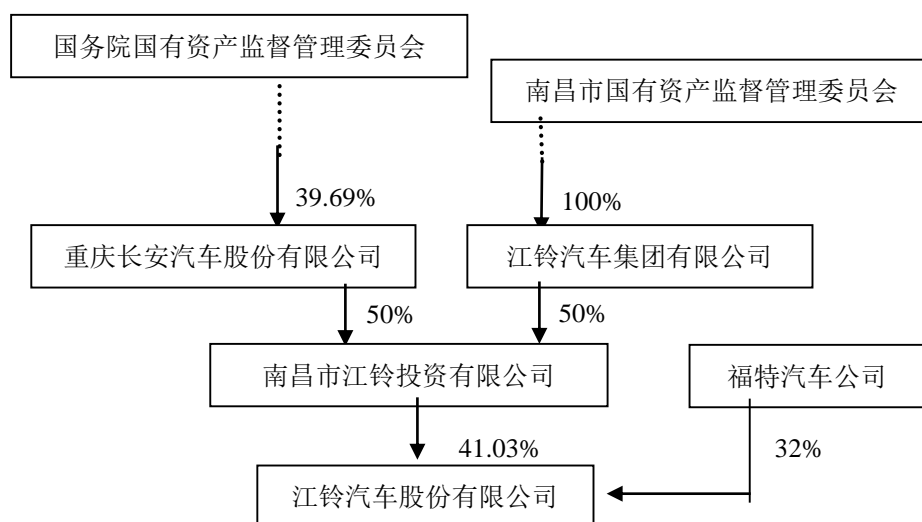 国务院国有资产监督管理委员会
南昌市国有资产监督管理委员会
39.69%
100%
重庆长安汽车股份有限公司
江铃汽车集团有限公司
50%
50%
南昌市江铃投资有限公司
福特汽车公司
41.03%
32%
江铃汽车股份有限公司